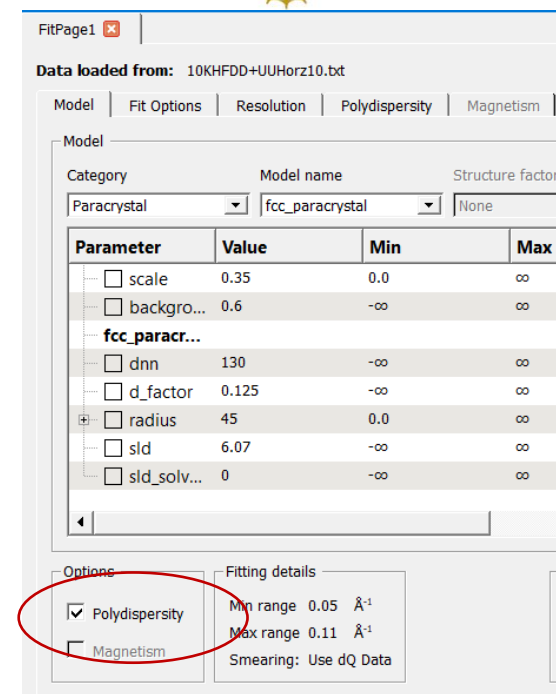 FitPage1
Data loaded from: 10KHFDD+UUHorz10.txt
Model Fit Options Resolution Polydispersity Magnetism
Model
Category Model name Structure factor
Paracrystal fcc_paracrystal None
Parameter Value Min Max
scale 0.35 0.0 ∞
backgro... 0.6 -∞ ∞
fcc_paracr...
dnn 130 -∞ ∞
d_factor 0.125 -∞ ∞
radius 45 0.0 ∞
sld 6.07 -∞ ∞
sld_solv... 0 -∞ ∞
Options Fitting details
Polydispersity Min range 0.05 Å-1
Magnetism Max range 0.11 Å-1
Smearing: Use dQ Data